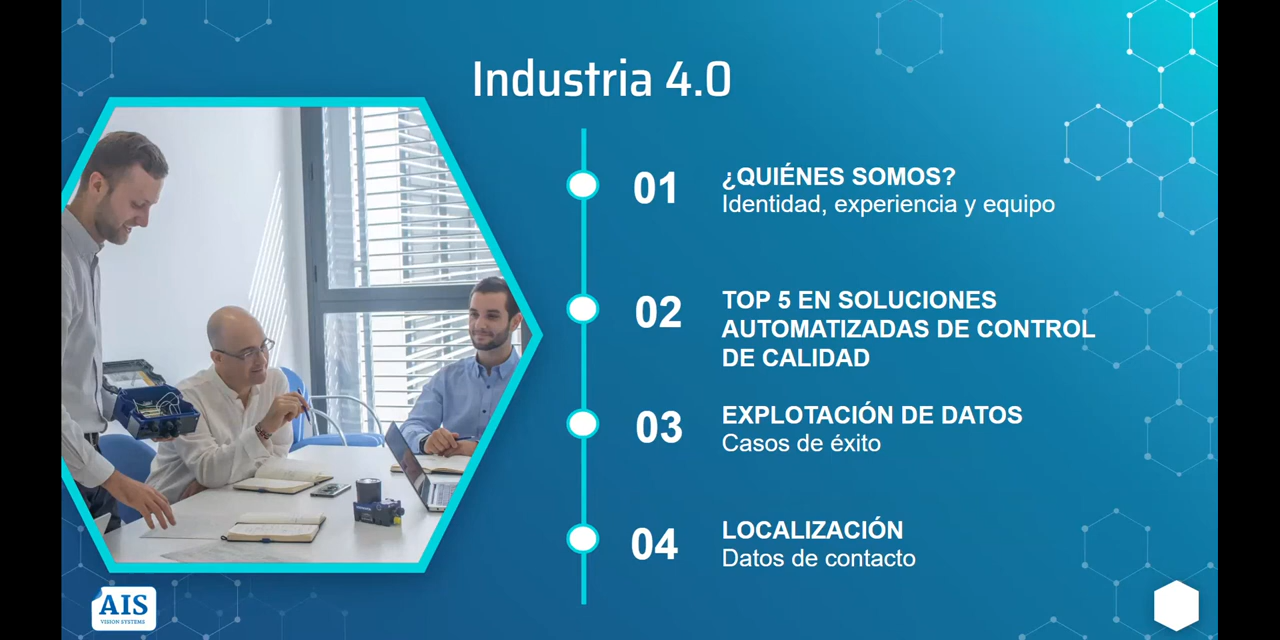 Industria 4.0
01
¿QUIÉNES SOMOS?
Identidad, experiencia y equipo
02
TOP 5 EN SOLUCIONES
AUTOMATIZADAS DE CONTROL
DE CALIDAD
03
EXPLOTACIÓN DE DATOS
Casos de éxito
04
LOCALIZACIÓN
Datos de contacto
AIS
VISION SYSTEMS